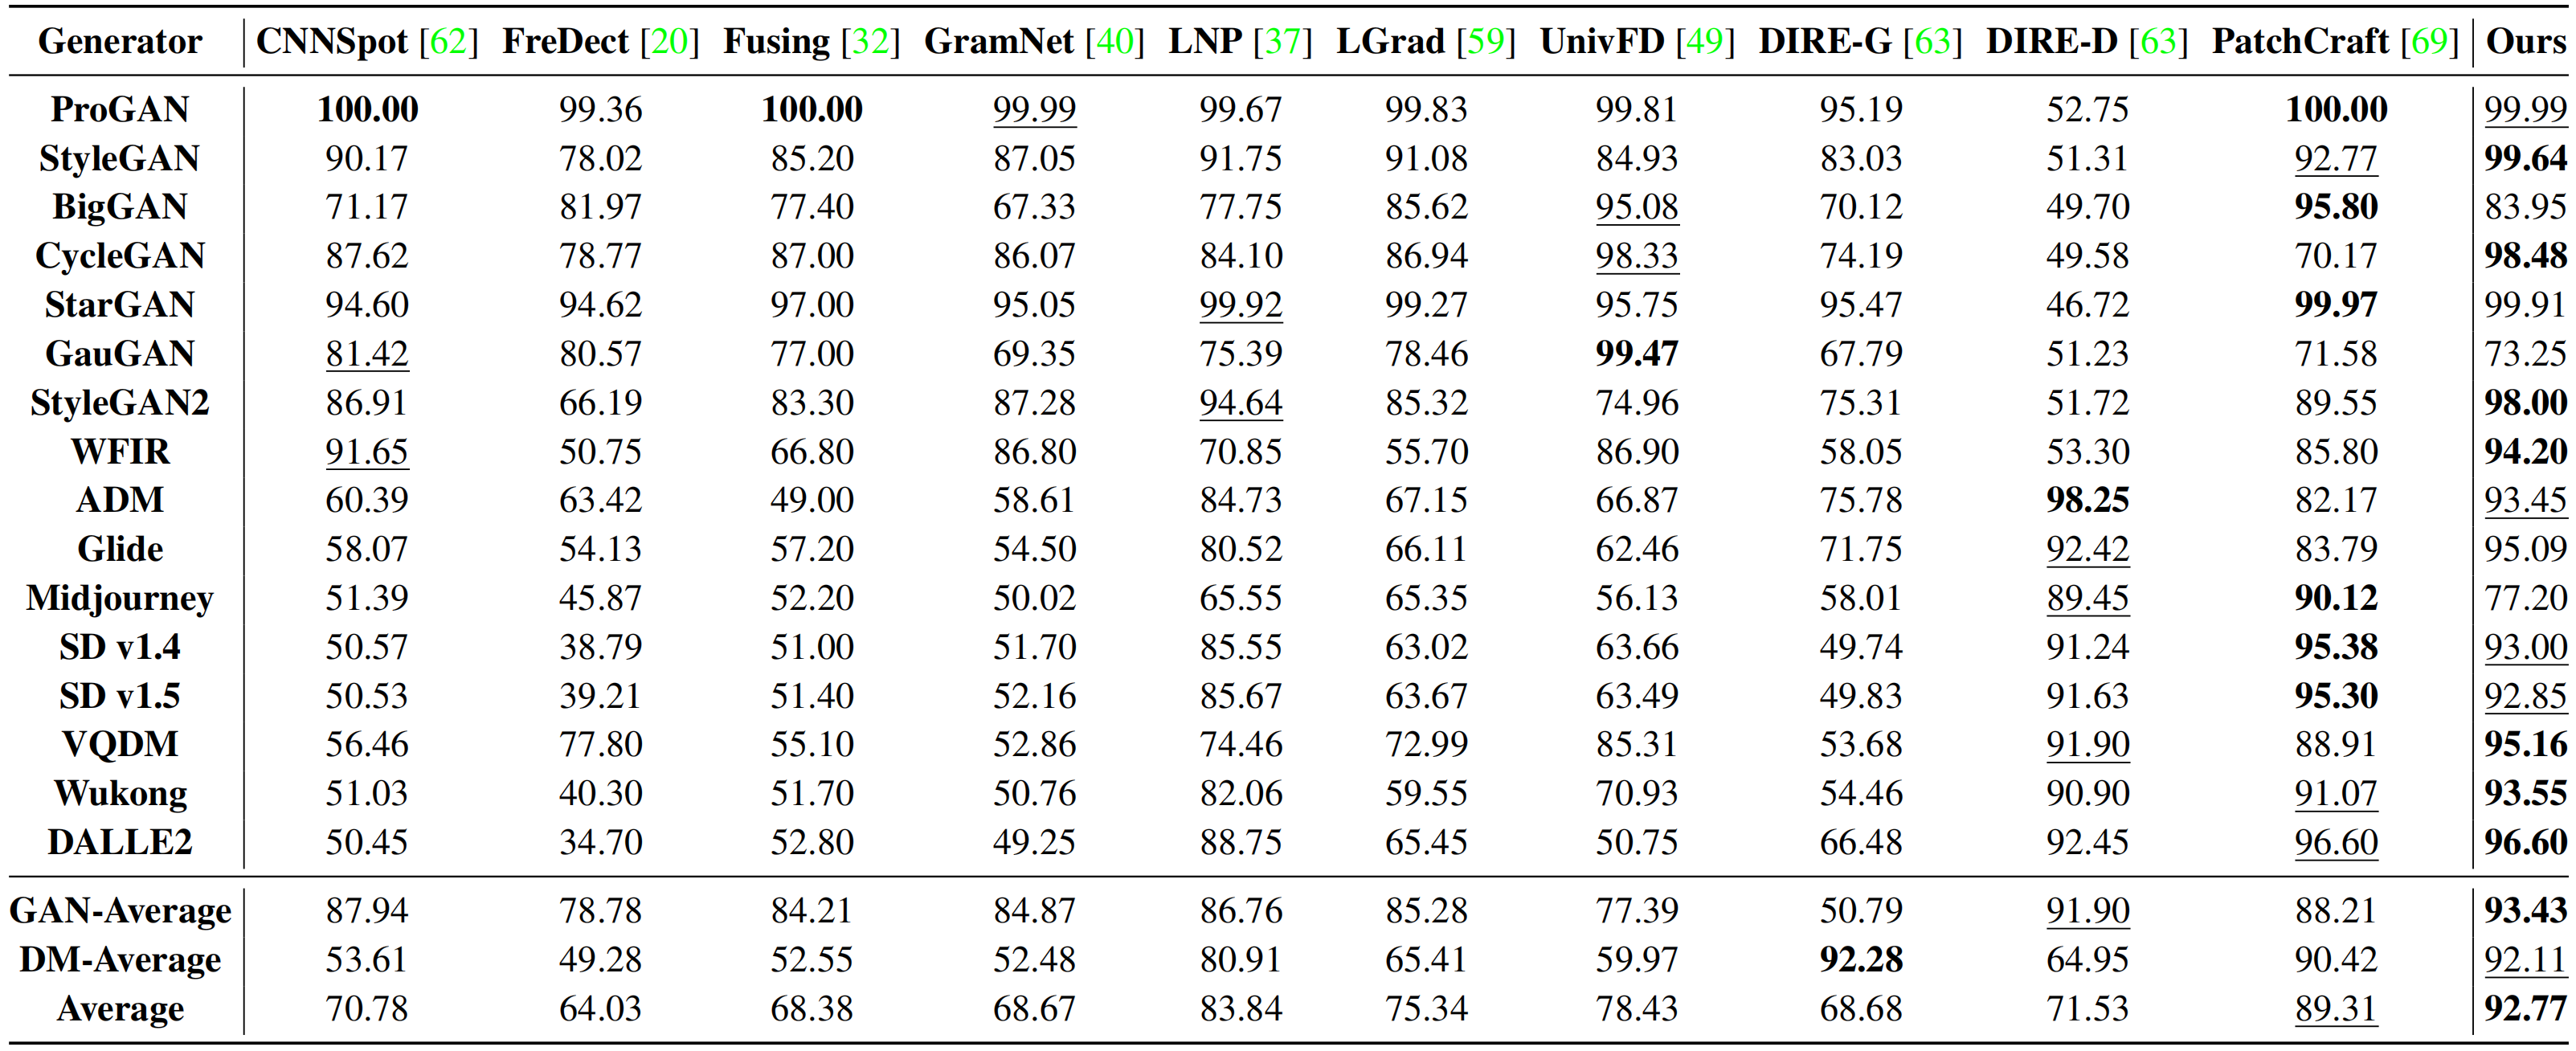 Generator CNNSpot [62] FreDect [20] Fusing [32] GramNet [40] LNP [37] LGrad [59] UnivFD [49] DIRE-G [63] DIRE-D [63] PatchCraft [69] Ours
ProGAN 100.00 99.36 100.00 99.99 99.67 99.83 99.81 95.19 52.75 100.00 99.99
StyleGAN 90.17 78.02 85.20 87.05 91.75 91.08 84.93 83.03 51.31 92.77 99.64
BigGAN 71.17 81.97 77.40 67.33 77.75 85.62 95.08 70.12 49.70 95.80 83.95
CycleGAN 87.62 78.77 87.00 86.07 84.10 86.94 98.33 74.19 49.58 70.17 98.48
StarGAN 94.60 94.62 97.00 95.05 99.92 99.27 95.75 95.47 46.72 99.97 99.91
GauGAN 81.42 80.57 77.00 69.35 75.39 78.46 99.47 67.79 51.23 71.58 73.25
StyleGAN2 86.91 66.19 83.30 87.28 94.64 85.32 74.96 75.31 51.72 89.55 98.00
WFIR 91.65 50.75 66.80 86.80 70.85 55.70 86.90 58.05 53.30 85.80 94.20
ADM 60.39 63.42 49.00 58.61 84.73 67.15 66.87 75.78 98.25 82.17 93.45
Glide 58.07 54.13 57.20 54.50 80.52 66.11 62.46 71.75 92.42 83.79 95.09
Midjourney 51.39 45.87 52.20 50.02 65.55 65.35 56.13 58.01 89.45 90.12 77.20
SD v1.4 50.57 38.79 51.00 51.70 85.55 63.02 63.66 49.74 91.24 95.38 93.00
SD v1.5 50.53 39.21 51.40 52.16 85.67 63.67 63.49 49.83 91.63 95.30 92.85
VQDM 56.46 77.80 55.10 52.86 74.46 72.99 85.31 53.68 91.90 88.91 95.16
Wukong 51.03 40.30 51.70 50.76 82.06 59.55 70.93 54.46 90.90 91.07 93.55
DALLE2 50.45 34.70 52.80 49.25 88.75 65.45 50.75 66.48 92.45 96.60 96.60
GAN-Average 87.94 78.78 84.21 84.87 86.76 85.28 77.39 50.79 91.90 88.21 93.43
DM-Average 53.61 49.28 52.55 52.48 80.91 65.41 59.97 92.28 64.95 90.42 92.11
Average 70.78 64.03 68.38 68.67 83.84 75.34 78.43 68.68 71.53 89.31 92.77